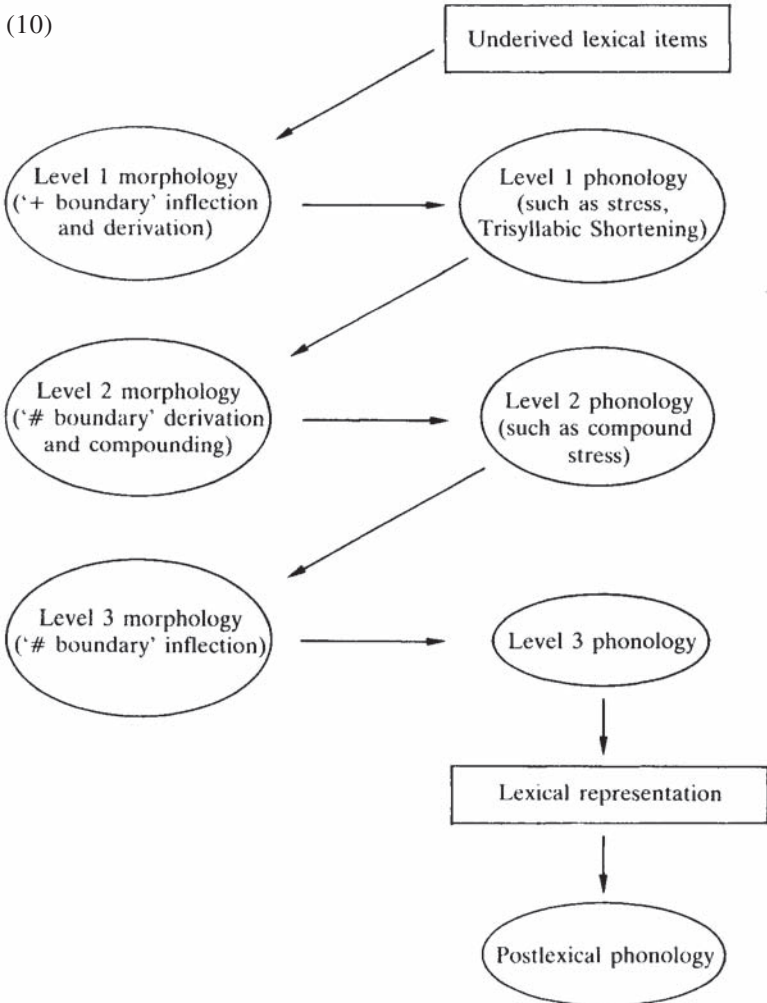 (10)
Underived lexical items
Level 1 morphology
('+ boundary' inflection
and derivation)
Level 1 phonology
(such as stress,
Trisyllabic Shortening)
Level 2 morphology
('# boundary' derivation
and compounding)
Level 2 phonology
(such as compound
stress)
Level 3 morphology
('# boundary' inflection)
Level 3 phonology
Lexical representation
Postlexical phonology